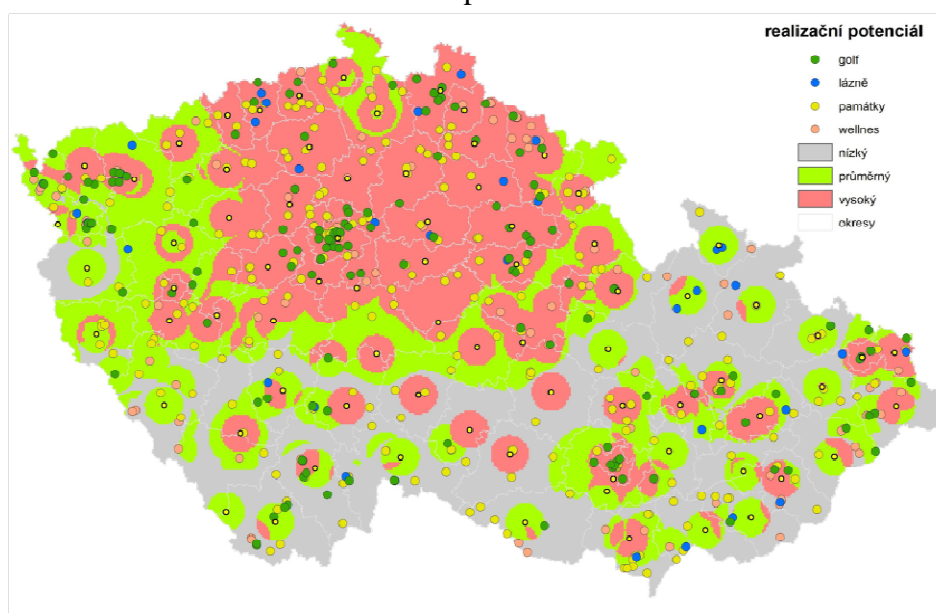 realizační potenciál
golf
lázně
památky
wellnes
nízký
průměrný
vysoký
okresy